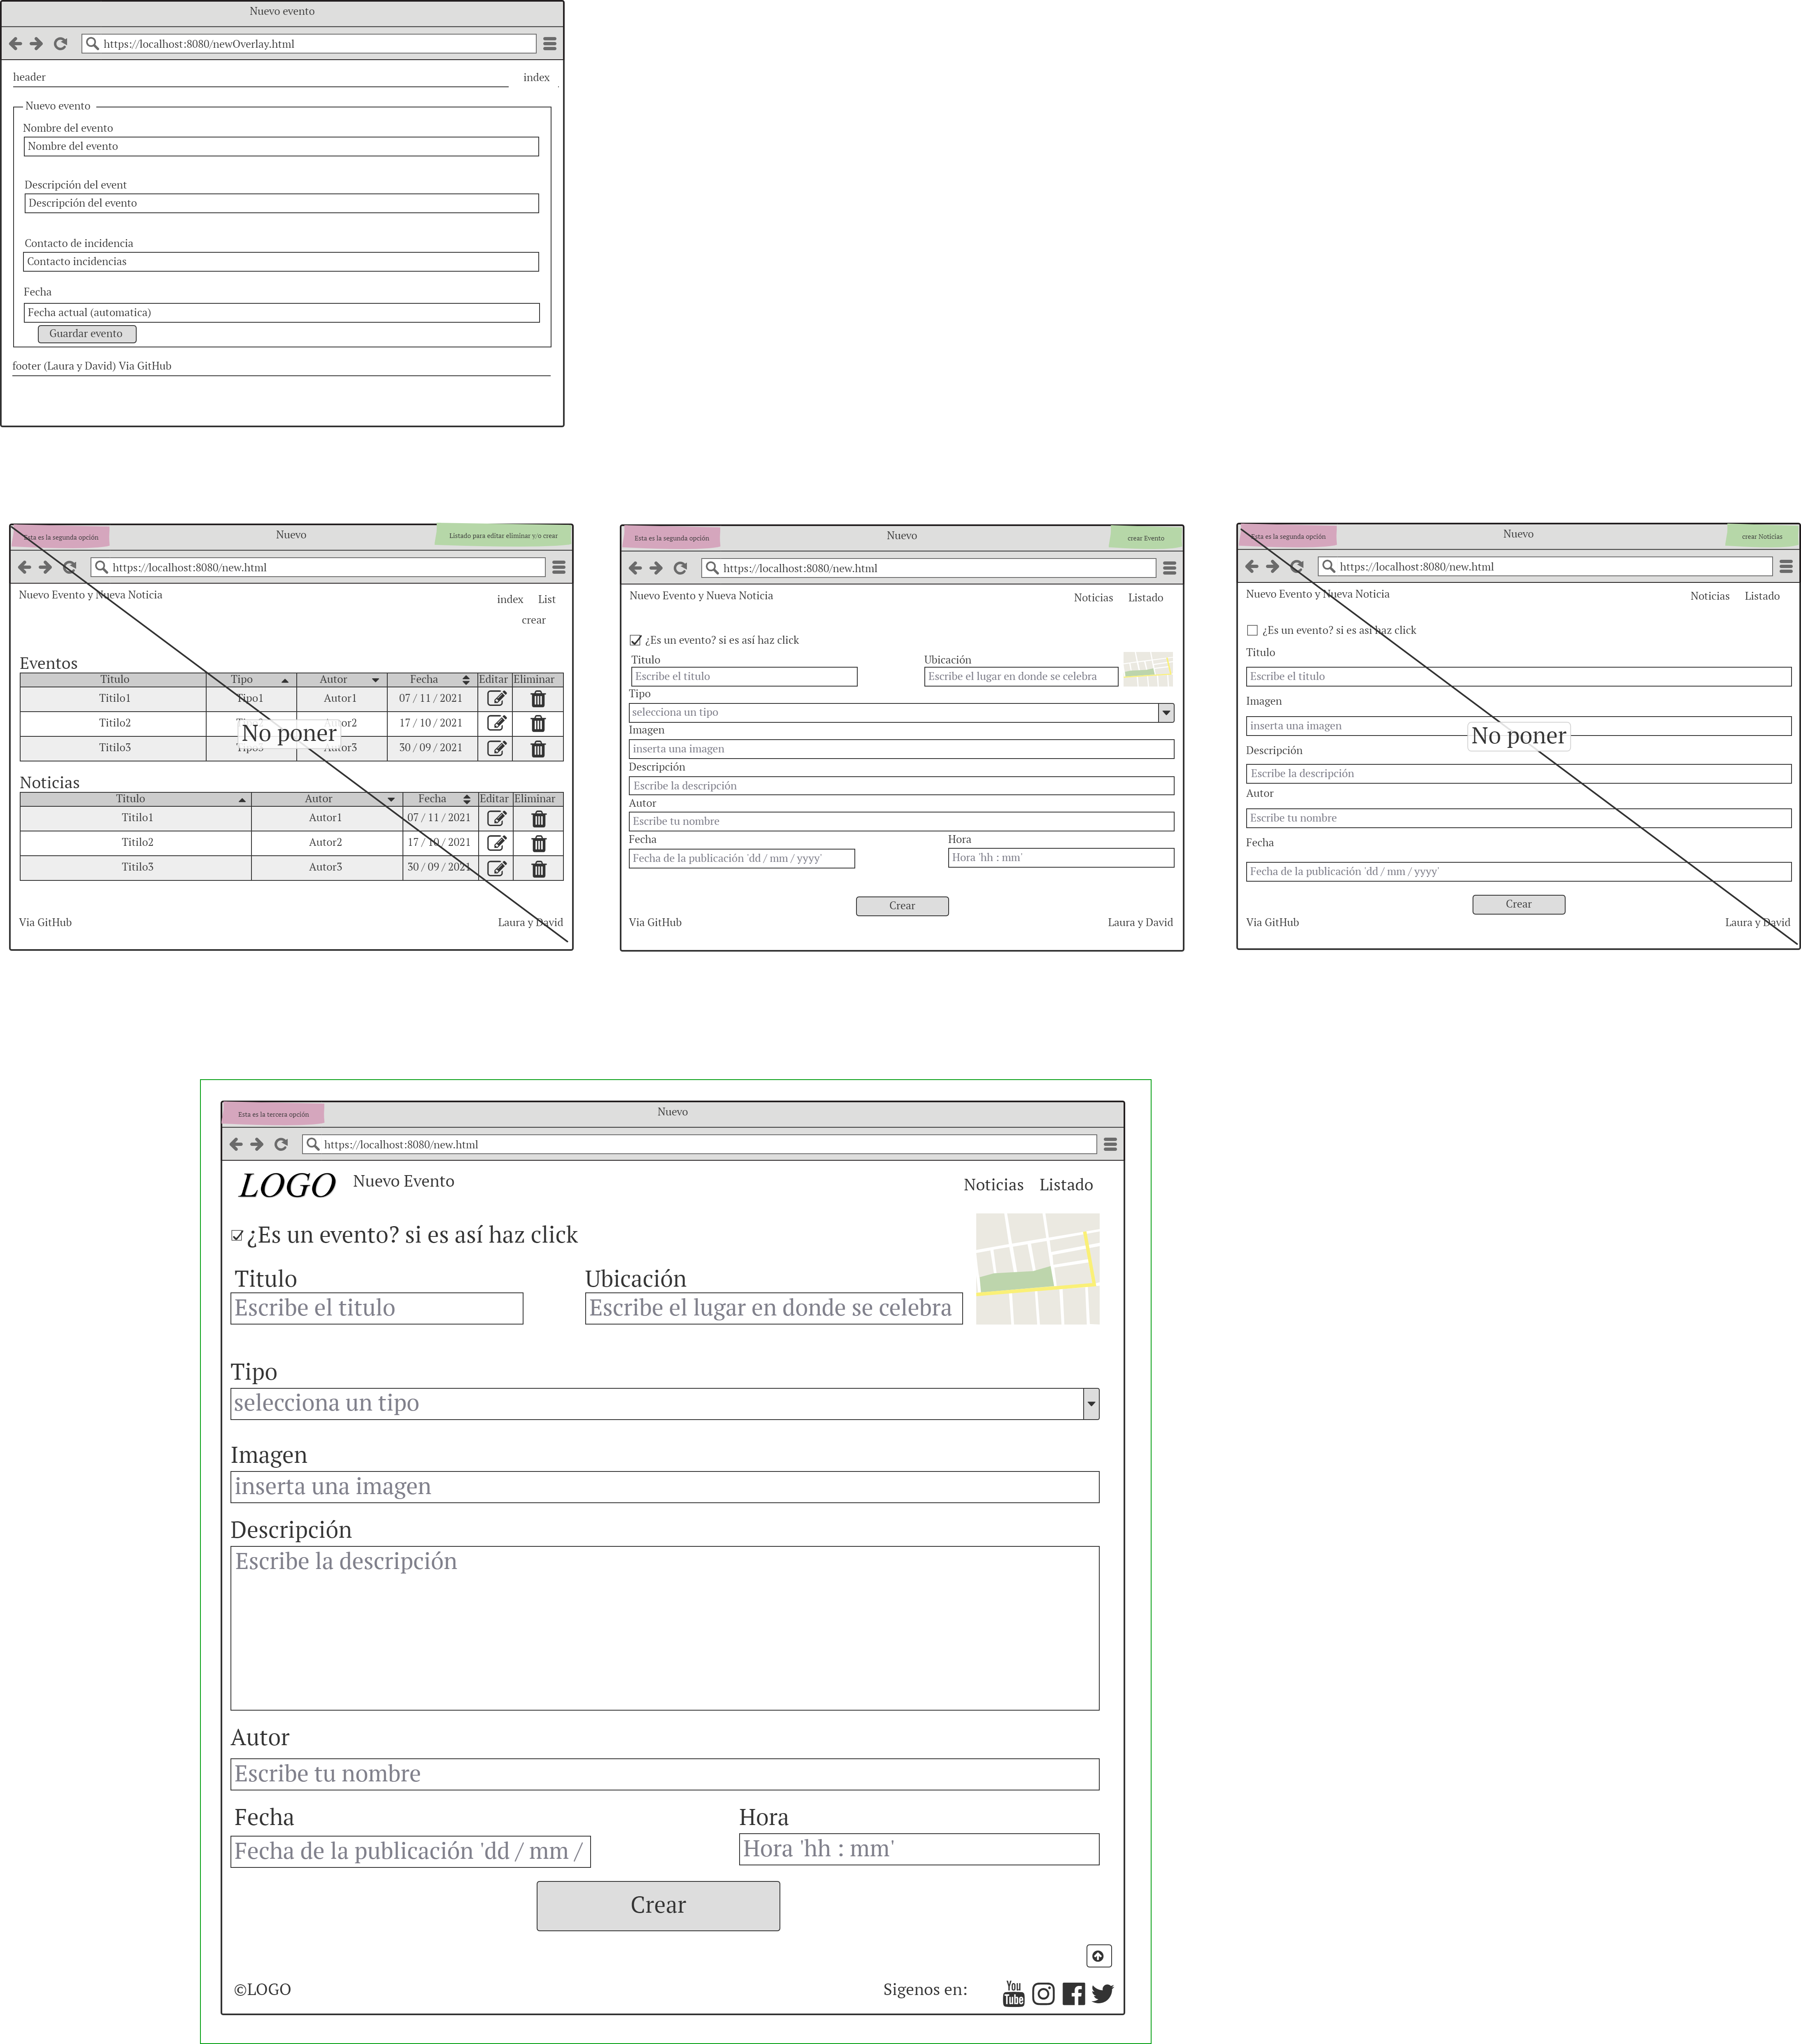 Nuevo evento
https://localhost:8080/newOverlay.html
header index
Nuevo evento
Nombre del evento
Nombre del evento
Descripción del event
Descripción del evento
Contacto de incidencia
Contacto incidencias
Fecha
Fecha actual (automatica)
Guardar evento
footer (Laura y David) Via GitHub
Esta es la segunda opción Nuevo Listado para editar eliminar y/o crear
https://localhost:8080/new.html
Nuevo Evento y Nueva Noticia index List
crear
Eventos
Titulo Tipo Autor Fecha Editar Eliminar
Titilo1 Tipo1 Autor1 07 / 11 / 2021
Titilo2 Autor2 17 / 10 / 2021
No poner
Titilo3 Tipo3 Autor3 30 / 09 / 2021
Noticias
Titulo Autor Fecha Editar Eliminar
Titilo1 Autor1 07 / 11 / 2021
Titilo2 Autor2 17 / 10 / 2021
Titilo3 Autor3 30 / 09 / 2021
Via GitHub Laura y David
Esta es la segunda opción Nuevo crear Evento
https://localhost:8080/new.html
Nuevo Evento y Nueva Noticia Noticias Listado
¿Es un evento? si es así haz click
Titulo Ubicación
Escribe el titulo Escribe el lugar en donde se celebra
Tipo
selecciona un tipo
Imagen
inserta una imagen
Descripción
Escribe la descripción
Autor
Escribe tu nombre
Fecha Hora
Fecha de la publicación 'dd / mm / yyyy' Hora 'hh : mm'
Crear
Via GitHub Laura y David
Esta es la segunda opción Nuevo crear Noticias
https://localhost:8080/new.html
Nuevo Evento y Nueva Noticia Noticias Listado
¿Es un evento? si es así haz click
Titulo
Escribe el titulo
Imagen
inserta una imagen
No poner
Descripción
Escribe la descripción
Autor
Escribe tu nombre
Fecha
Fecha de la publicación 'dd / mm / yyyy'
Crear
Via GitHub Laura y David
Esta es la tercera opción Nuevo
https://localhost:8080/new.html
LOGO Nuevo Evento Noticias Listado
¿Es un evento? si es así haz click
Titulo Ubicación
Escribe el titulo Escribe el lugar en donde se celebra
Tipo
selecciona un tipo
Imagen
inserta una imagen
Descripción
Escribe la descripción
Autor
Escribe tu nombre
Fecha Hora
Fecha de la publicación 'dd / mm / Hora 'hh : mm'
Crear
©LOGO Sigenos en: You Tube